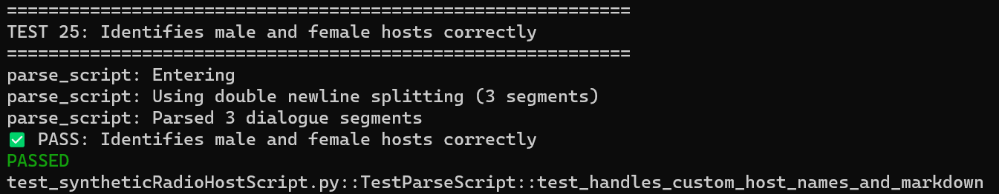 ============================================================
TEST 25: Identifies male and female hosts correctly
============================================================
parse_script: Entering
parse_script: Using double newline splitting (3 segments)
parse_script: Parsed 3 dialogue segments
✅ PASS: Identifies male and female hosts correctly
PASSED
test_syntheticRadioHostScript.py::TestParseScript::test_handles_custom_host_names_and_markdown